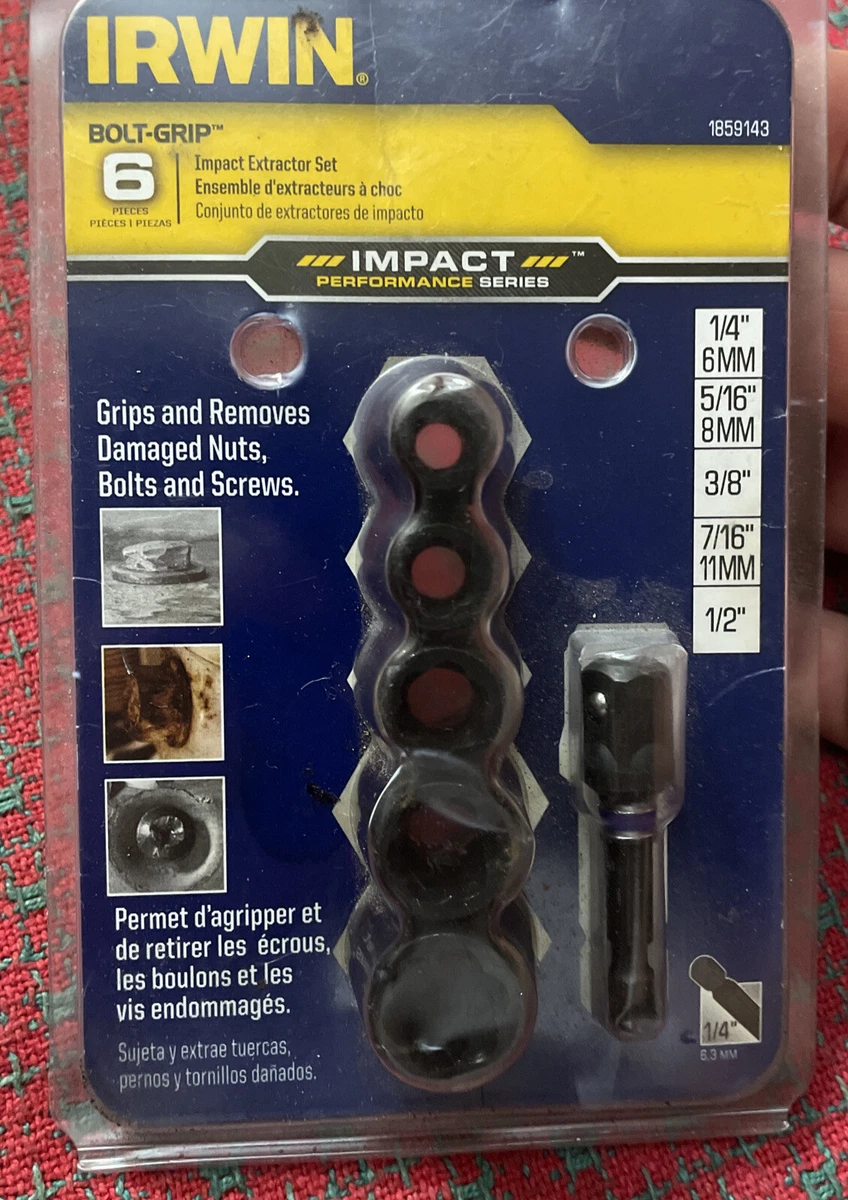 IRWIN®
BOLT-GRIP™
1859143
6
PIECES
PIÈCES | PIEZAS
Impact Extractor Set
Ensemble d'extracteurs à choc
Conjunto de extractores de impacto
IMPACT™
PERFORMANCE SERIES
1/4"
6MM
5/16"
8MM
3/8"
7/16"
11MM
1/2"
Grips and Removes
Damaged Nuts,
Bolts and Screws.
Permet d'agripper et
de retirer les écrous,
les boulons et les
vis endommagés.
Sujeta y extrae tuercas,
pernos y tornillos dañados.
1/4"
6.3 MM